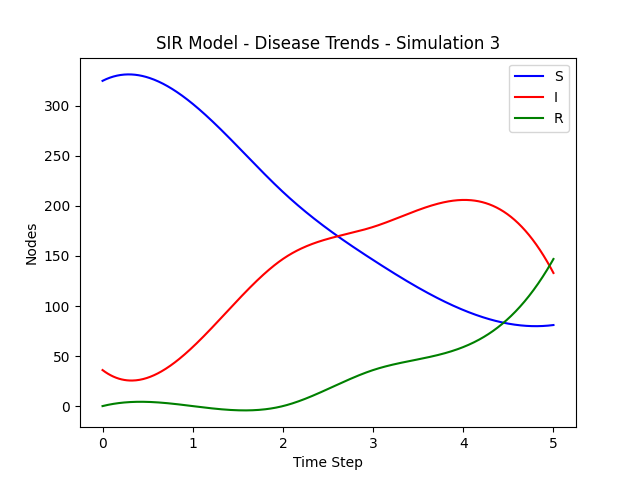 SIR Model - Disease Trends - Simulation 3
S
I
R
300
250
200
150
100
50
0
Nodes
0 1 2 3 4 5
Time Step